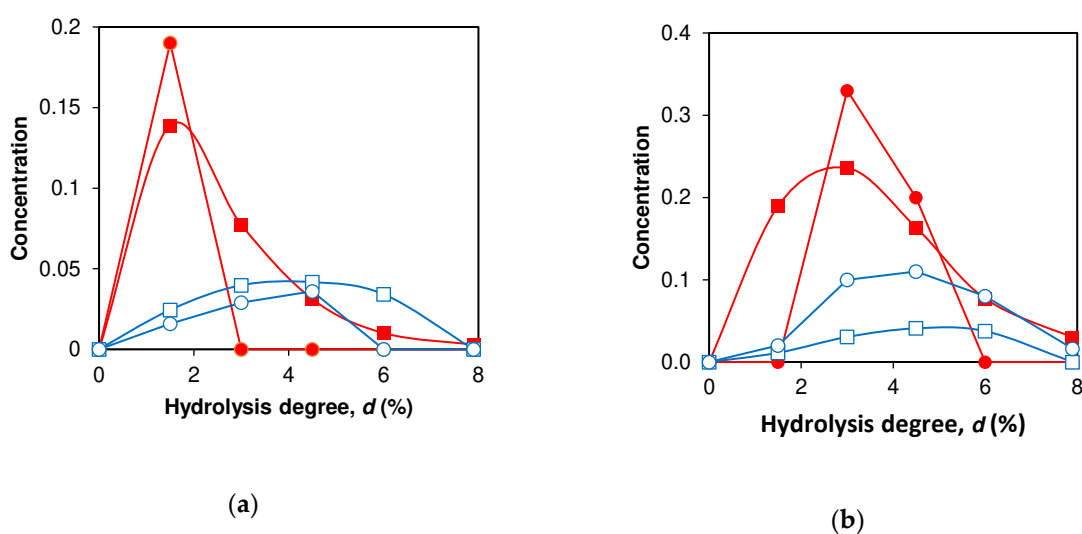 0.2
0.15
0.1
0.05
0
Concentration
0 2 4 6 8
Hydrolysis degree, d (%)
(a)
0.4
0.3
0.2
0.1
0.0
Concentration
0 2 4 6 8
Hydrolysis degree, d (%)
(b)